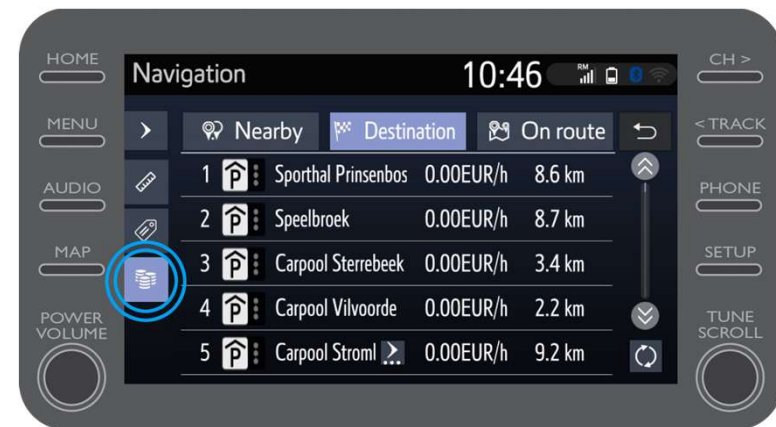 HOME
MENU
AUDIO
MAP
POWER
VOLUME
Navigation 10:46 RM
Nearby Destination On route
1 P Sporthal Prinsenbos 0.00EUR/h 8.6 km
2 P Speelbroek 0.00EUR/h 8.7 km
3 P Carpool Sterrebeek 0.00EUR/h 3.4 km
4 P Carpool Vilvoorde 0.00EUR/h 2.2 km
5 P Carpool Stroml 0.00EUR/h 9.2 km
CH >
< TRACK
PHONE
SETUP
TUNE
SCROLL